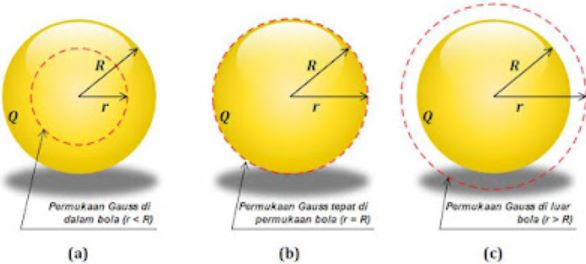 R
r
Q
Permukaan Gauss di
dalam bola (r < R)
(a)
R
r
Q
Permukaan Gauss tepat di
permukaan bola (r = R)
(b)
R
r
Q
Permukaan Gauss di luar
bola (r > R)
(c)